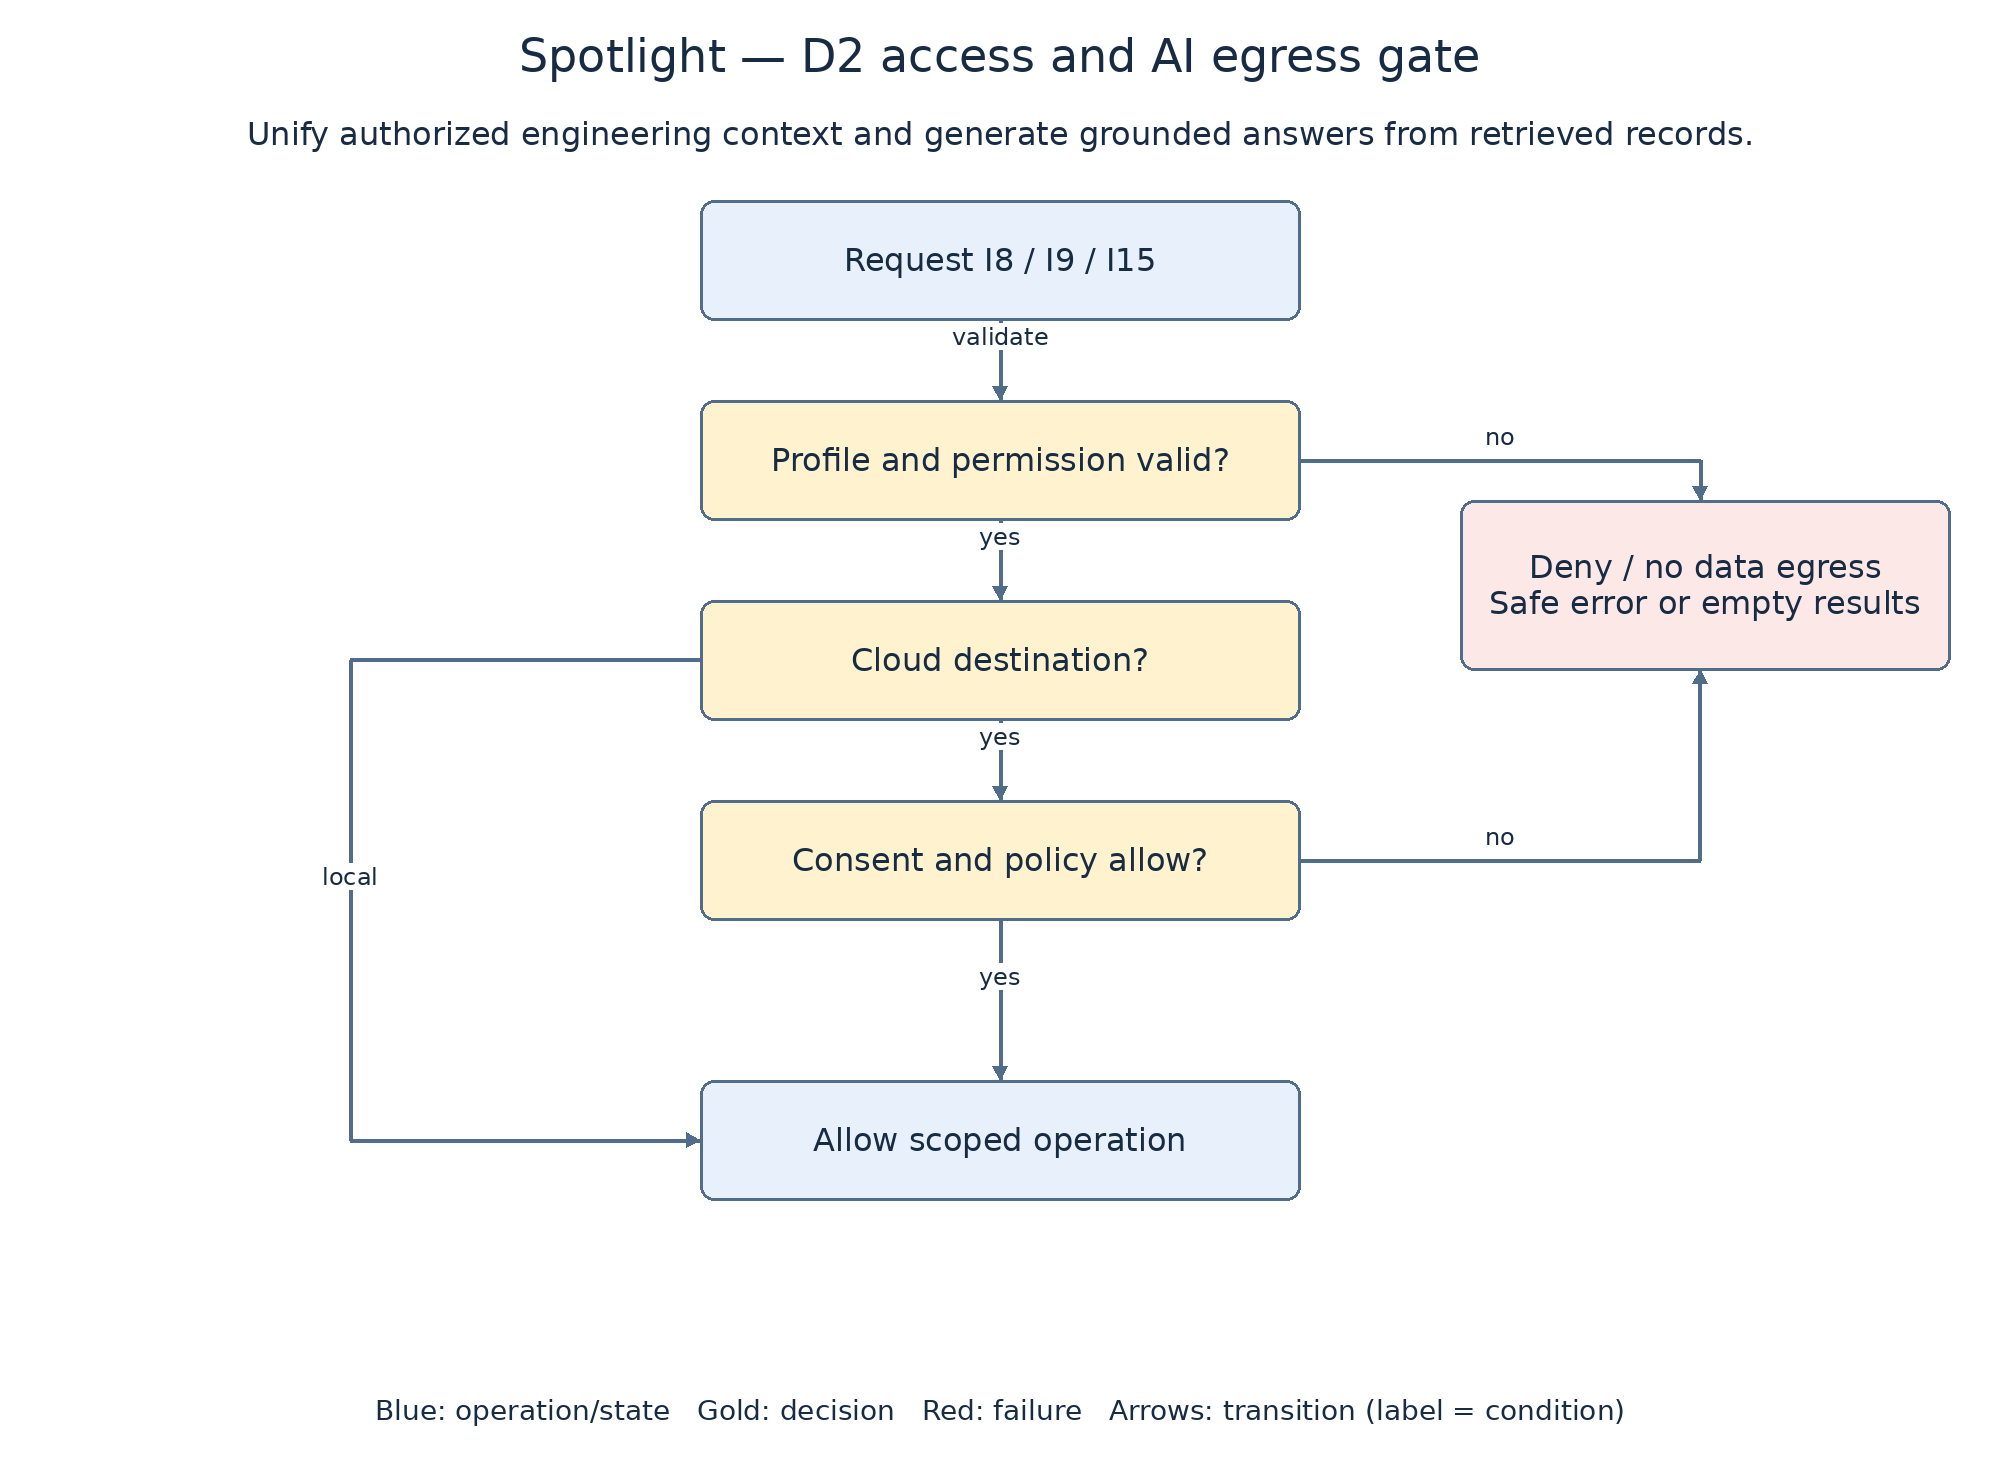 Spotlight — D2 access and AI egress gate
Unify authorized engineering context and generate grounded answers from retrieved records.
Request I8 / I9 / I15
validate
Profile and permission valid?
no
yes
Deny / no data egress
Safe error or empty results
Cloud destination?
yes
Consent and policy allow?
no
local
yes
Allow scoped operation
Blue: operation/state   Gold: decision   Red: failure   Arrows: transition (label = condition)